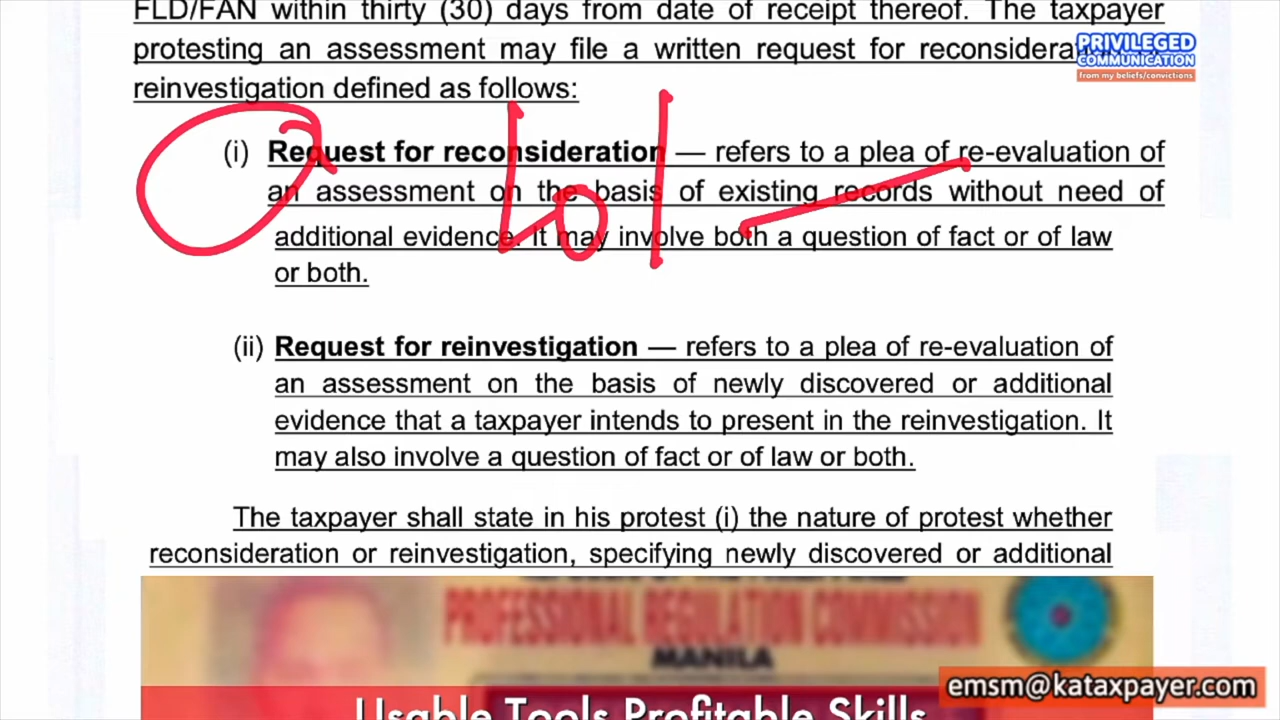 FLD/FAN within thirty (30) days from date of receipt thereof. The taxpayer
protesting an assessment may file a written request for
PRIVILEGED
COMMUNICATION
from my beliefs/convictions
reinvestigation defined as follows:
(i) Request for reconsideration — refers to a plea of re-evaluation of
an assessment on the basis of existing records without need of
additional evidence. It may involve both a question of fact or of law
or both.
(ii) Request for reinvestigation — refers to a plea of re-evaluation of
an assessment on the basis of newly discovered or additional
evidence that a taxpayer intends to present in the reinvestigation. It
may also involve a question of fact or of law or both.
The taxpayer shall state in his protest (i) the nature of protest whether
reconsideration or reinvestigation, specifying newly discovered or additional
PROFESSIONAL REGULATION COMMISSION
MANILA
Usable Tools Profitable Skills
emsm@kataxpayer.com